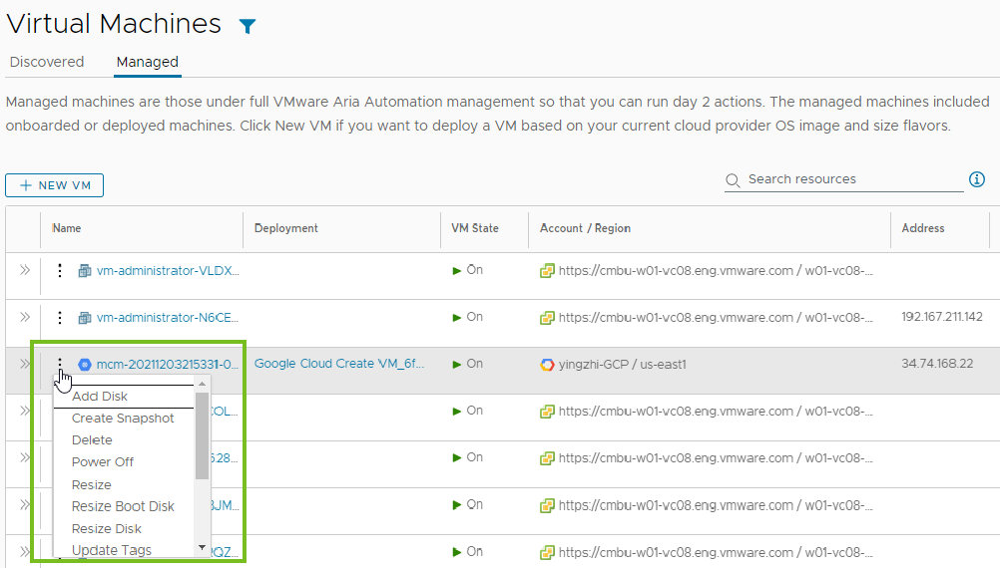 Virtual Machines
Discovered Managed
Managed machines are those under full VMware Aria Automation management so that you can run day 2 actions. The managed machines included
onboarded or deployed machines. Click New VM if you want to deploy a VM based on your current cloud provider OS image and size flavors.
+ NEW VM Search resources
Name Deployment VM State Account / Region Address
vm-administrator-VLDX... On https://cmbu-w01-vc08.eng.vmware.com / w01-vc08-...
vm-administrator-N6CE... On https://cmbu-w01-vc08.eng.vmware.com / w01-vc08-... 192.167.211.142
mcm-20211203215331-0... Google Cloud Create VM_6f... On yingzhi-GCP / us-east1 34.74.168.22
Add Disk
COL... On https://cmbu-w01-vc08.eng.vmware.com / w01-vc08-...
Create Snapshot
Delete
Power Off 628... On https://cmbu-w01-vc08.eng.vmware.com / w01-vc08-...
Resize
Resize Boot Disk JM... On https://cmbu-w01-vc08.eng.vmware.com / w01-vc08-...
Resize Disk
Update Tags QZ... On https://cmbu-w01-vc08.eng.vmware.com / w01-vc08-...